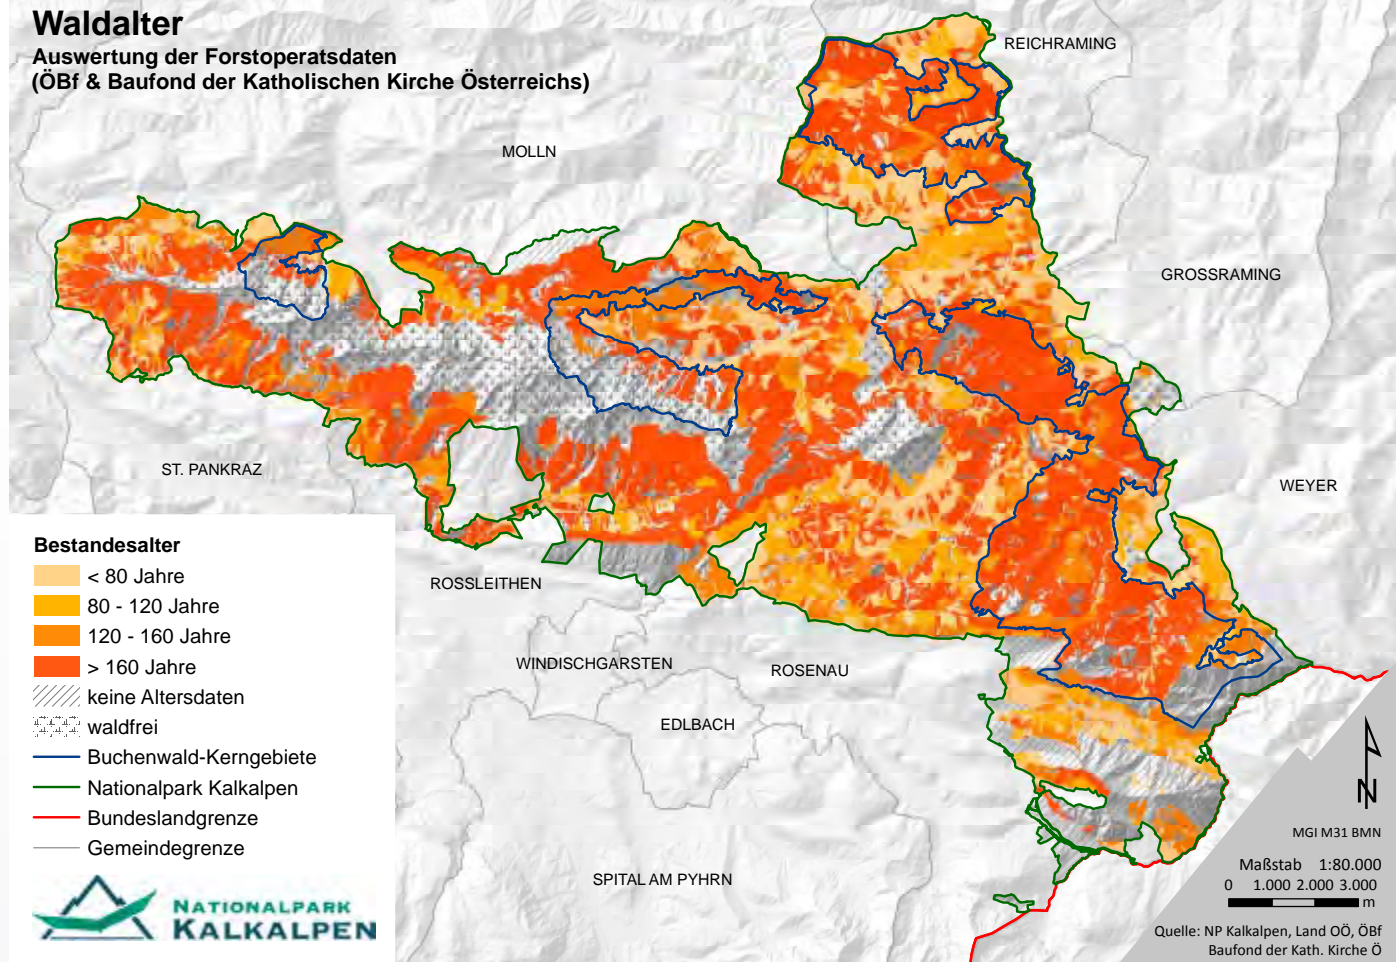 Waldalter
Auswertung der Forstoperatsdaten
(ÖBf & Baufond der Katholischen Kirche Österreichs)
REICHRAMING
MOLLN
GROSSRAMING
ST. PANKRAZ
WEYER
ROSSLEITHEN
WINDISCHGARSTEN
ROSENAU
EDLBACH
SPITAL AM PYHRN
Bestandesalter
< 80 Jahre
80 - 120 Jahre
120 - 160 Jahre
> 160 Jahre
keine Altersdaten
waldfrei
Buchenwald-Kerngebiete
Nationalpark Kalkalpen
Bundeslandgrenze
Gemeindegrenze
NATIONALPARK
KALKALPEN
N
MGI M31 BMN
Maßstab 1:80.000
0 1.000 2.000 3.000
m
Quelle: NP Kalkalpen, Land OÖ, ÖBf
Baufond der Kath. Kirche Ö